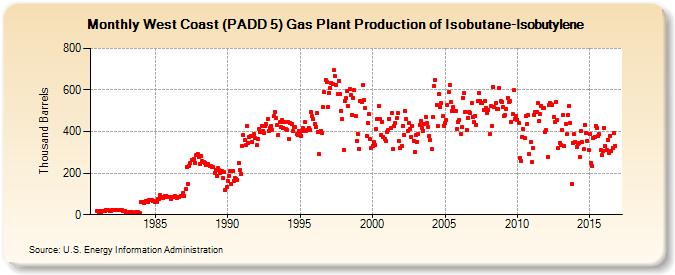 Monthly West Coast (PADD 5) Gas Plant Production of Isobutane-Isobutylene
Thousand Barrels
800
600
400
200
0
1985 1990 1995 2000 2005 2010 2015
Source: U.S. Energy Information Administration